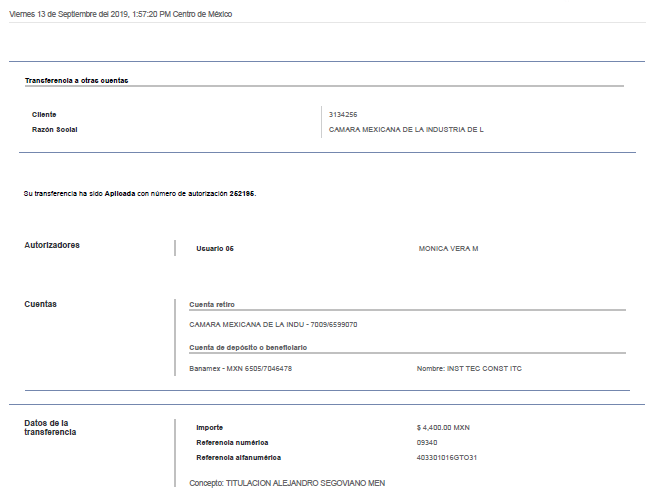 Viernes 13 de Septiembre del 2019, 1:57:20 PM Centro de México
Transferencia a otras cuentas
Cliente 3134256
Razón Social CAMARA MEXICANA DE LA INDUSTRIA DE L
Su transferencia ha sido Aplicada con número de autorización 252195.
Autorizadores Usuario 05 MONICA VERA M
Cuentas Cuenta retiro
CAMARA MEXICANA DE LA INDU - 7009/6599070
Cuenta de depósito o beneficiario
Banamex - MXN 6505/7046478 Nombre: INST TEC CONST ITC
Datos de la transferencia
Importe $ 4,400.00 MXN
Referencia numérica 09340
Referencia alfanumérica 403301016GTO31
Concepto: TITULACION ALEJANDRO SEGOVIANO MEN